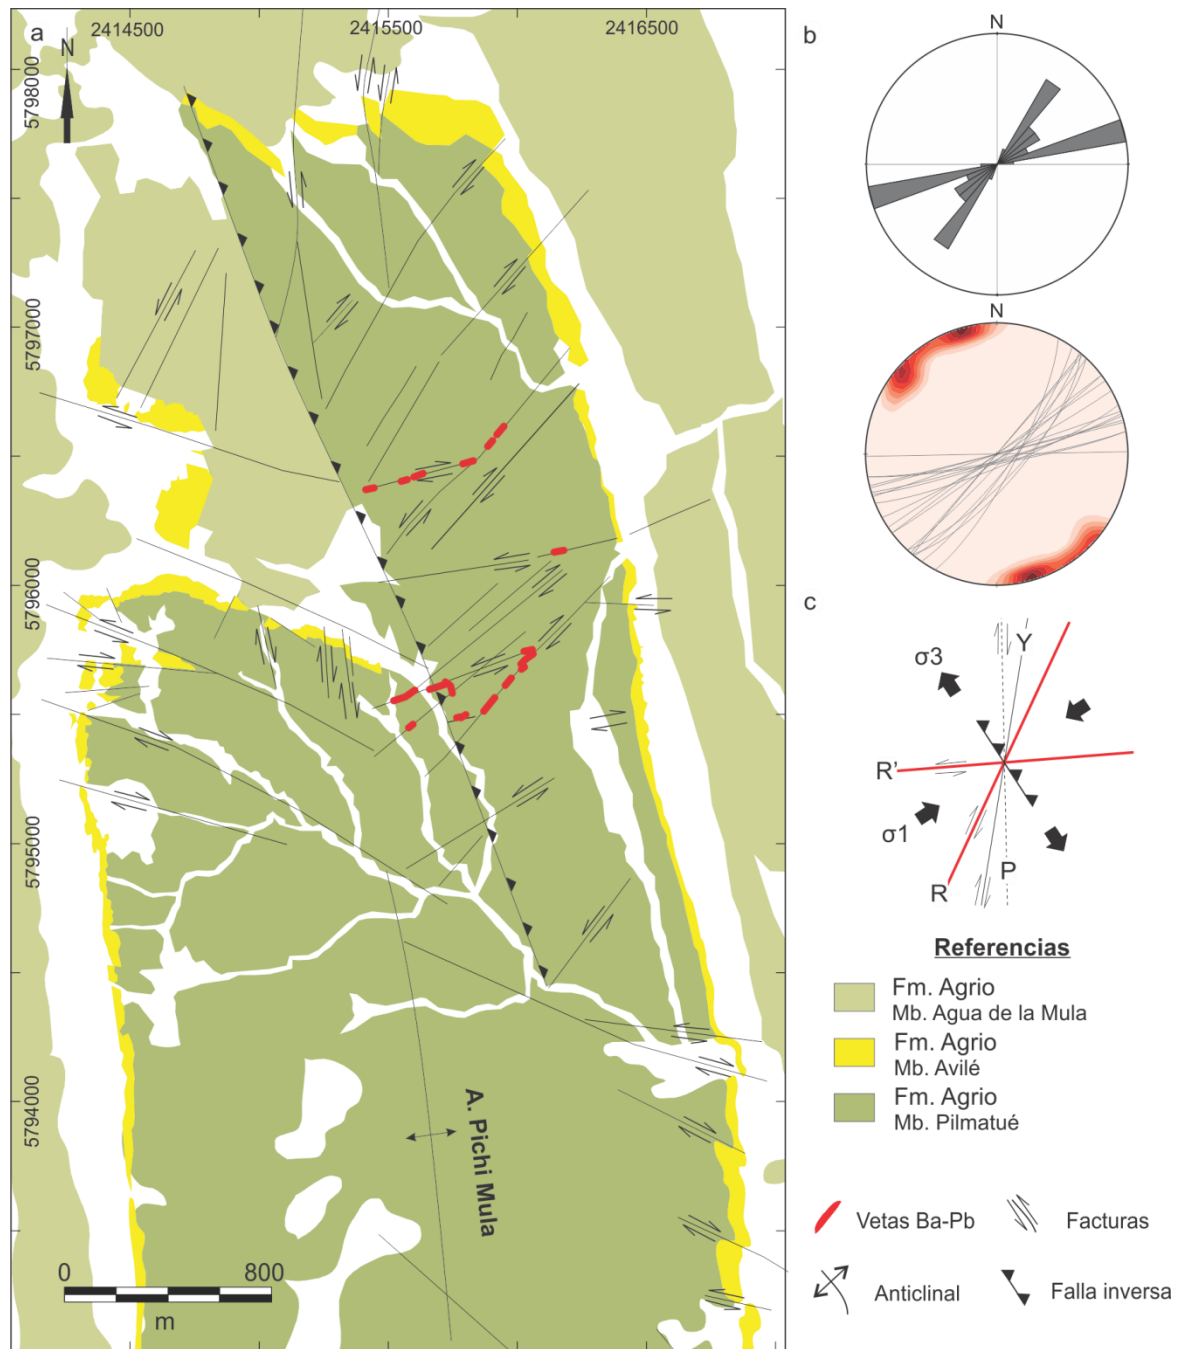 a
2414500
2415500
2416500
N
5798000
5797000
5796000
5795000
5794000
A. Pichi Mula
0
800
m
b
N
N
c
σ3
Y
R'
σ1
P
R
Referencias
Fm. Agrio
Mb. Agua de la Mula
Fm. Agrio
Mb. Avilé
Fm. Agrio
Mb. Pilmatué
Vetas Ba-Pb
Facturas
Anticlinal
Falla inversa